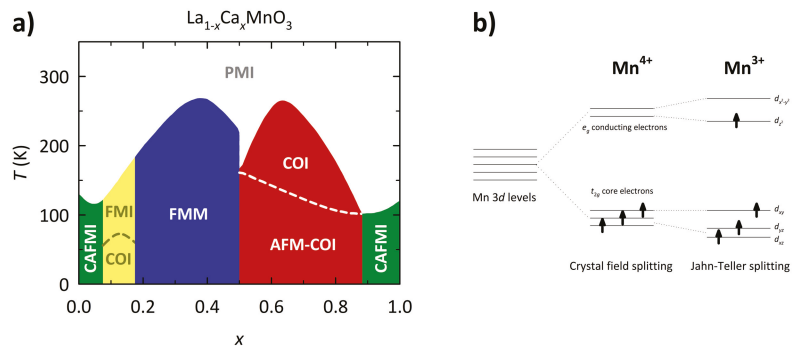 a)
La1-xCaxMnO3
PMI
300
200
100
0
T (K)
CAFMI
FMI
COI
FMM
COI
AFM-COI
CAFMI
0.0
0.2
0.4
0.6
0.8
1.0
x
b)
Mn4+
Mn3+
dx²-y²
dz²
eg conducting electrons
Mn 3d levels
t2g core electrons
dxy
dyz
dxz
Crystal field splitting
Jahn-Teller splitting